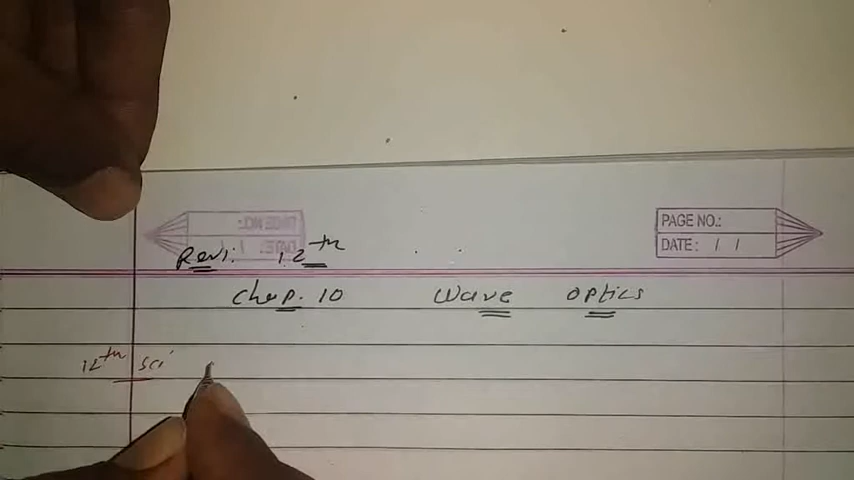 PAGE NO.:
DATE: / /
Revi: 12th
Chap. 10 Wave Optics
12th Sci